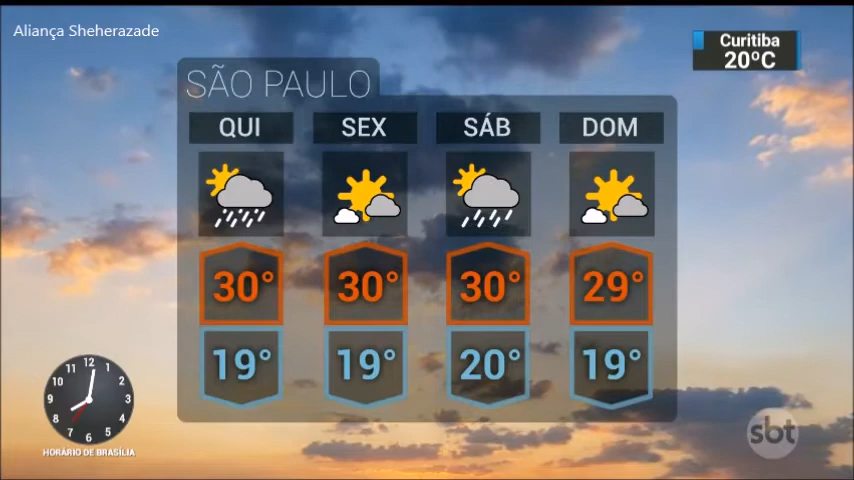 Aliança Sheherazade
Curitiba
20ºC
SÃO PAULO
QUI SEX SÁB DOM
30° 30° 30° 29°
19° 19° 20° 19°
12
11 1
10 2
9 3
8 4
7 5
6
HORÁRIO DE BRASÍLIA
sbt